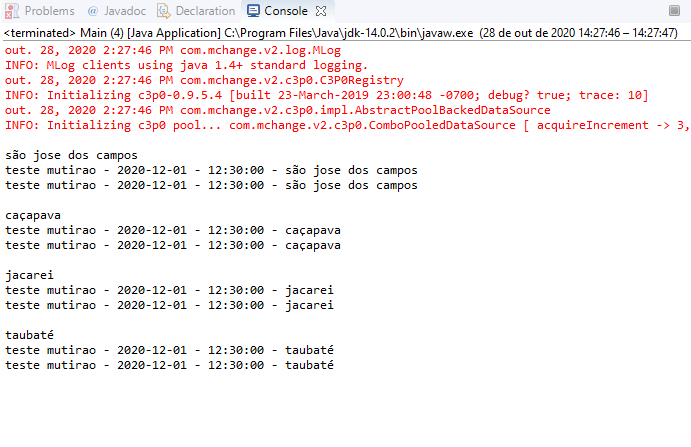 Problems @ Javadoc Declaration Console
<terminated> Main (4) [Java Application] C:\Program Files\Java\jdk-14.0.2\bin\javaw.exe (28 de out de 2020 14:27:46 – 14:27:47)
out. 28, 2020 2:27:46 PM com.mchange.v2.log.MLog
INFO: MLog clients using java 1.4+ standard logging.
out. 28, 2020 2:27:46 PM com.mchange.v2.c3p0.C3P0Registry
INFO: Initializing c3p0-0.9.5.4 [built 23-March-2019 23:00:48 -0700; debug? true; trace: 10]
out. 28, 2020 2:27:46 PM com.mchange.v2.c3p0.impl.AbstractPoolBackedDataSource
INFO: Initializing c3p0 pool... com.mchange.v2.c3p0.ComboPooledDataSource [ acquireIncrement -> 3,
são jose dos campos
teste mutirao - 2020-12-01 - 12:30:00 - são jose dos campos
teste mutirao - 2020-12-01 - 12:30:00 - são jose dos campos
caçapava
teste mutirao - 2020-12-01 - 12:30:00 - caçapava
teste mutirao - 2020-12-01 - 12:30:00 - caçapava
jacarei
teste mutirao - 2020-12-01 - 12:30:00 - jacarei
teste mutirao - 2020-12-01 - 12:30:00 - jacarei
taubaté
teste mutirao - 2020-12-01 - 12:30:00 - taubaté
teste mutirao - 2020-12-01 - 12:30:00 - taubaté